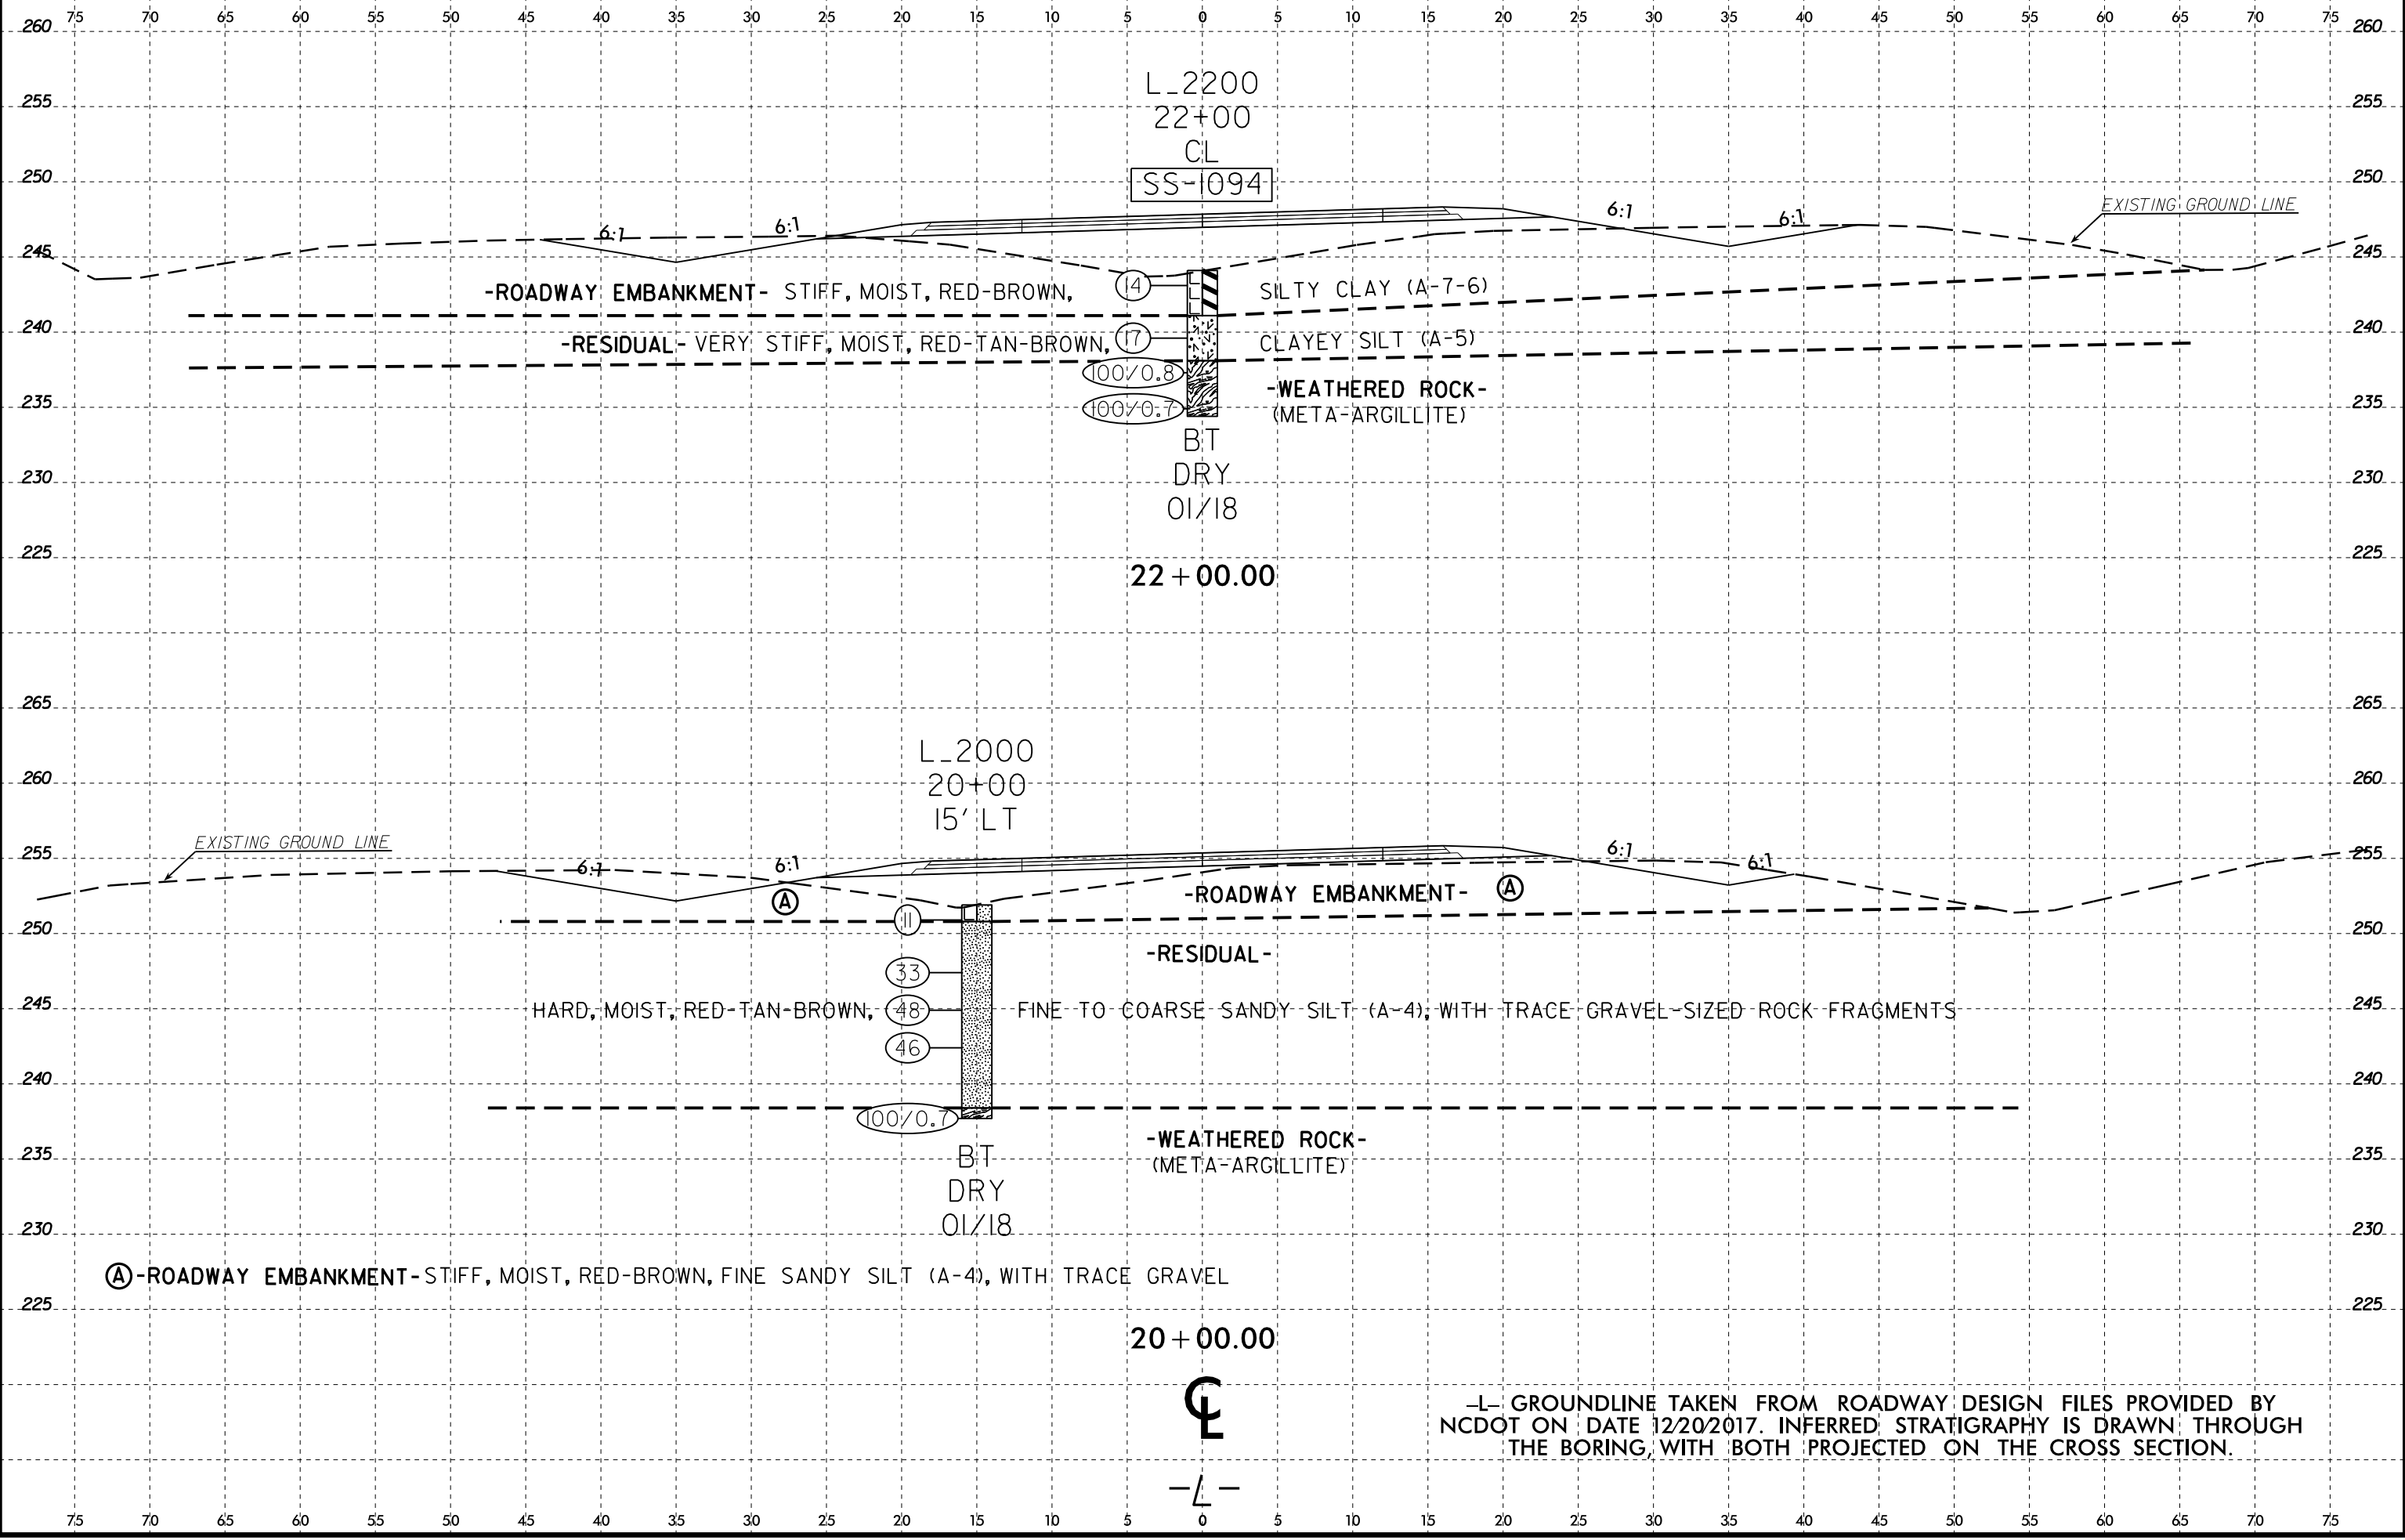 75 70 65 60 55 50 45 40 35 30 25 20 15 10 5 0 5 10 15 20 25 30 35 40 45 50 55 60 65 70 75
260 260
L_2200
255 255
22+00
CL
250 SS-1094 250
EXISTING GROUND LINE
6:1 6:1 6:1 6:1
245 245
-ROADWAY EMBANKMENT- STIFF, MOIST, RED-BROWN, 14 SILTY CLAY (A-7-6)
240 240
-RESIDUAL- VERY STIFF, MOIST, RED-TAN-BROWN, 17 CLAYEY SILT (A-5)
100/0.8
-WEATHERED ROCK-
235 235
100/0.7 (META-ARGILLITE)
BT
DRY
230 230
01/18
225 225
22+00.00
265 265
L_2000
260 260
20+00
15' LT
EXISTING GROUND LINE
255 255
6:1 6:1 6:1 6:1
A -ROADWAY EMBANKMENT- A
11
250 250
-RESIDUAL-
33
245 245
HARD, MOIST, RED-TAN-BROWN, 48 FINE TO COARSE SANDY SILT (A-4), WITH TRACE GRAVEL-SIZED ROCK FRAGMENTS
46
240 240
100/0.7
-WEATHERED ROCK-
235 235
BT (META-ARGILLITE)
DRY
01/18
230 230
A -ROADWAY EMBANKMENT- STIFF, MOIST, RED-BROWN, FINE SANDY SILT (A-4), WITH TRACE GRAVEL
225 225
20+00.00
CL
-L- GROUNDLINE TAKEN FROM ROADWAY DESIGN FILES PROVIDED BY
NCDOT ON DATE 12/20/2017. INFERRED STRATIGRAPHY IS DRAWN THROUGH
THE BORING, WITH BOTH PROJECTED ON THE CROSS SECTION.
-L-
75 70 65 60 55 50 45 40 35 30 25 20 15 10 5 0 5 10 15 20 25 30 35 40 45 50 55 60 65 70 75